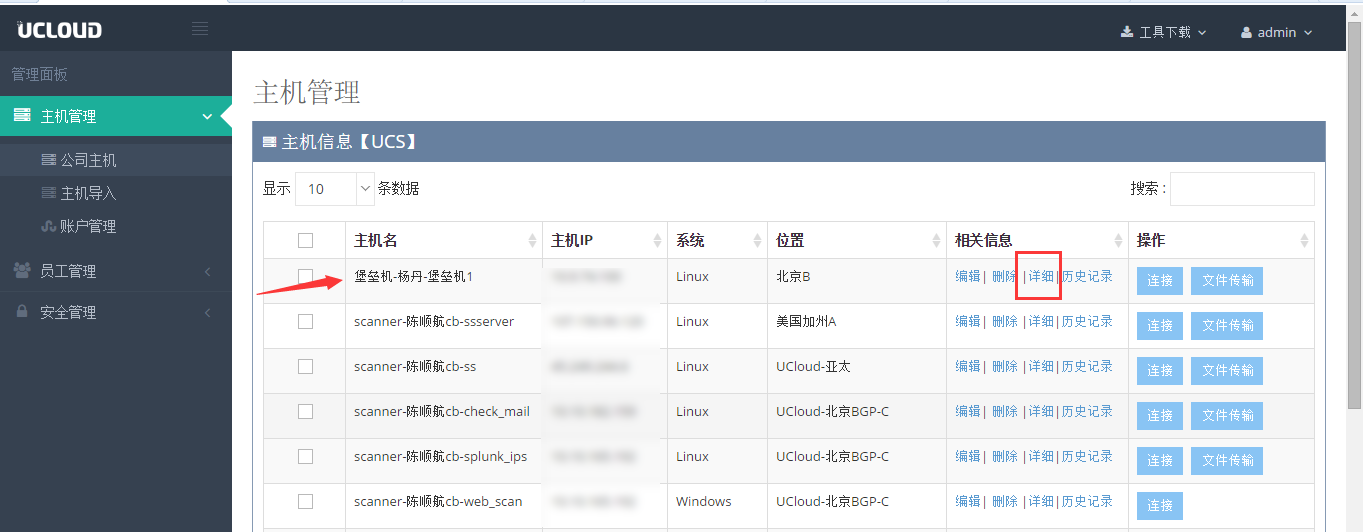 UCLOUD
工具下载
admin
管理面板
主机管理
公司主机
主机导入
账户管理
员工管理
安全管理
主机管理
主机信息【UCS】
显示 10 条数据
搜索 :
主机名 主机IP 系统 位置 相关信息 操作
堡垒机-杨丹-堡垒机1 Linux 北京B 编辑| 删除 |详细|历史记录 连接 文件传输
scanner-陈顺航cb-ssserver Linux 美国加州A 编辑| 删除 |详细|历史记录 连接 文件传输
scanner-陈顺航cb-ss Linux UCloud-亚太 编辑| 删除 |详细|历史记录 连接 文件传输
scanner-陈顺航cb-check_mail Linux UCloud-北京BGP-C 编辑| 删除 |详细|历史记录 连接 文件传输
scanner-陈顺航cb-splunk_ips Linux UCloud-北京BGP-C 编辑| 删除 |详细|历史记录 连接 文件传输
scanner-陈顺航cb-web_scan Windows UCloud-北京BGP-C 编辑| 删除 |详细|历史记录 连接